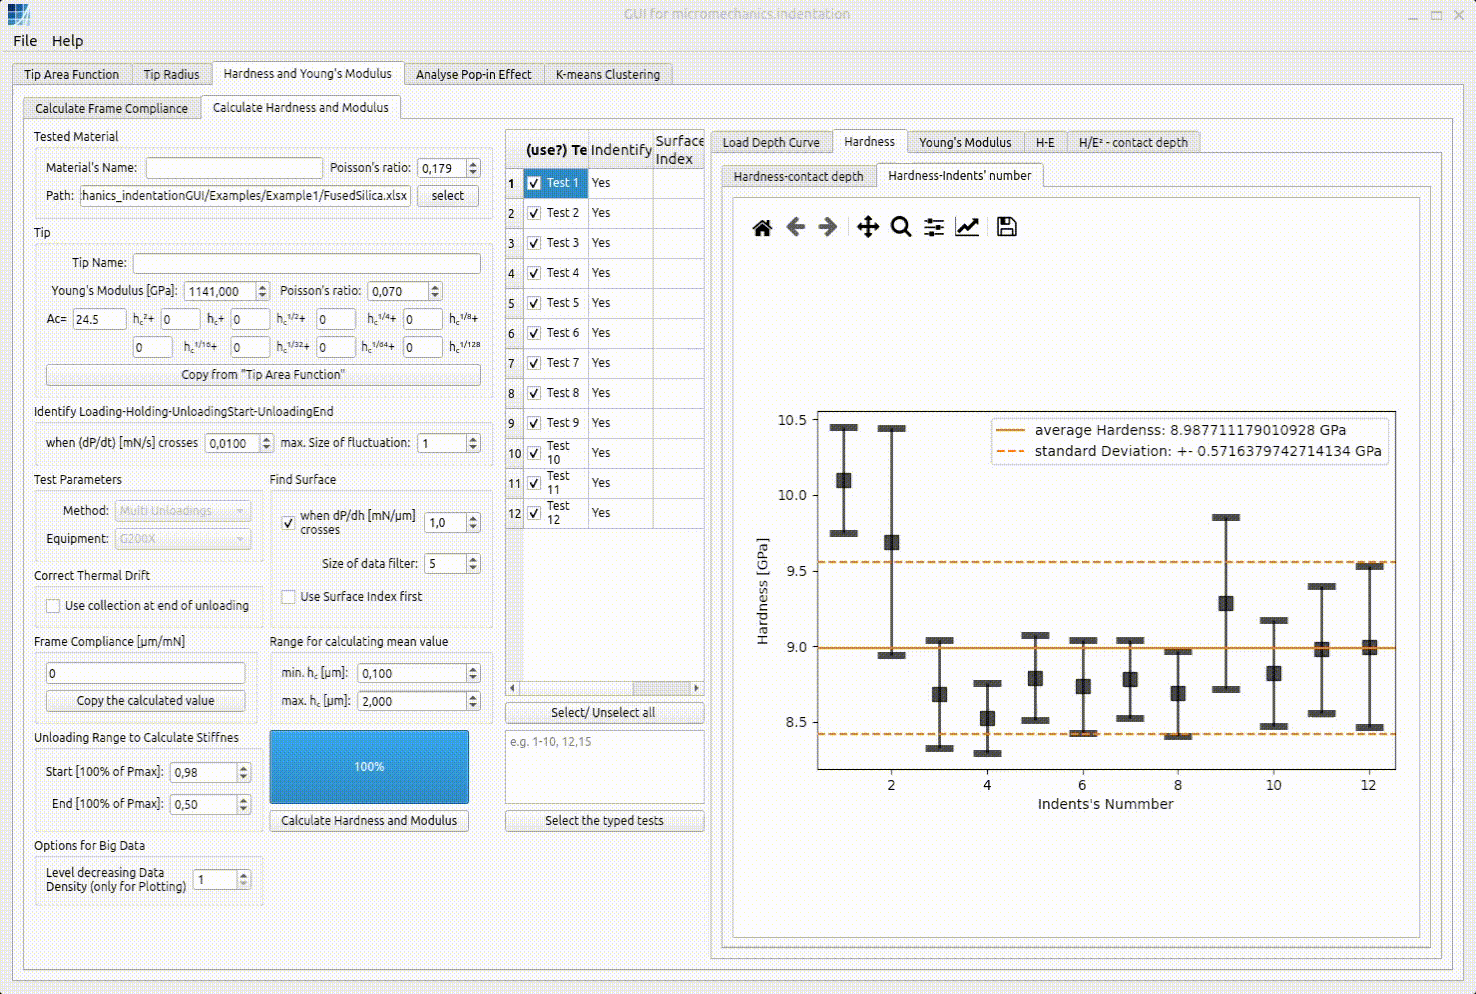 GUI for micromechanics.indentation
File Help
Tip Area Function Tip Radius Hardness and Young's Modulus Analyse Pop-in Effect K-means Clustering
Calculate Frame Compliance Calculate Hardness and Modulus
Tested Material
Material's Name: Poisson's ratio: 0,179
Path: :hanics_indentationGUI/Examples/Example1/FusedSilica.xlsx select
Tip
Tip Name:
Young's Modulus [GPa]: 1141,000 Poisson's ratio: 0,070
Ac= 24.5 h_c²+ 0 h_c+ 0 h_c^1/2+ 0 h_c^1/4+ 0 h_c^1/8+
0 h_c^1/16+ 0 h_c^1/32+ 0 h_c^1/64+ 0 h_c^1/128
Copy from "Tip Area Function"
Identify Loading-Holding-UnloadingStart-UnloadingEnd
when (dP/dt) [mN/s] crosses 0,0100 max. Size of fluctuation: 1
Test Parameters
Method: Multi Unloadings
Equipment: G200X
Find Surface
when dP/dh [mN/μm]
crosses
1,0
Size of data filter: 5
Use Surface Index first
Correct Thermal Drift
Use collection at end of unloading
Frame Compliance [μm/mN]
0
Copy the calculated value
Range for calculating mean value
min. h_c [μm]: 0,100
max. h_c [μm]: 2,000
Unloading Range to Calculate Stiffnes
Start [100% of Pmax]: 0,98
End [100% of Pmax]: 0,50
100%
Calculate Hardness and Modulus
Options for Big Data
Level decreasing Data
Density (only for Plotting)
1
(use?) Te Indentify Surface
Index
1 Test 1 Yes
2 Test 2 Yes
3 Test 3 Yes
4 Test 4 Yes
5 Test 5 Yes
6 Test 6 Yes
7 Test 7 Yes
8 Test 8 Yes
9 Test 9 Yes
10 Test
10 Yes
11 Test
11 Yes
12 Test
12 Yes
Select/ Unselect all
e.g. 1-10, 12,15
Select the typed tests
Load Depth Curve Hardness Young's Modulus H-E H/E² - contact depth
Hardness-contact depth Hardness-Indents' number
average Hardenss: 8.987711179010928 GPa
standard Deviation: +- 0.5716379742714134 GPa
Hardness [GPa]
10.5
10.0
9.5
9.0
8.5
2 4 6 8 10 12
Indents's Nummber